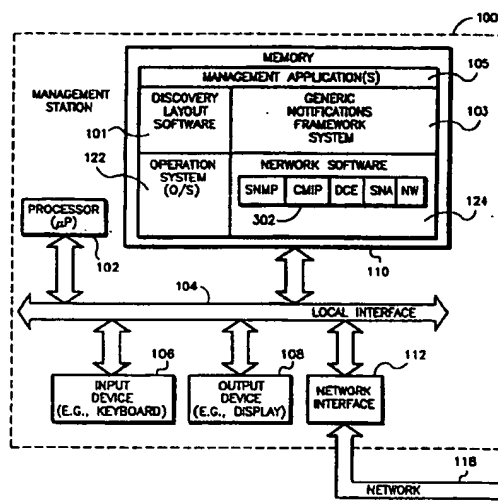 100
MEMORY
MANAGEMENT APPLICATION(S)
105
MANAGEMENT
STATION
101
DISCOVERY
LAYOUT
SOFTWARE
GENERIC
NOTIFICATIONS
FRAMEWORK
SYSTEM
103
122
OPERATION
SYSTEM
(O/S)
NERWORK SOFTWARE
SNMP CMIP DCE SNA NW
302
124
PROCESSOR
(µP)
102
110
104
LOCAL INTERFACE
106
INPUT
DEVICE
(E.G., KEYBOARD)
108
OUTPUT
DEVICE
(E.G., DISPLAY)
112
NETWORK
INTERFACE
118
NETWORK